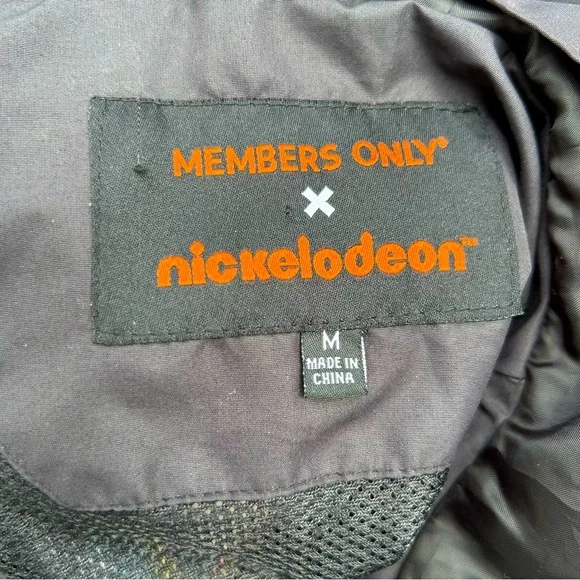 MEMBERS ONLY®
X
nickelodeon™
M
MADE IN
CHINA